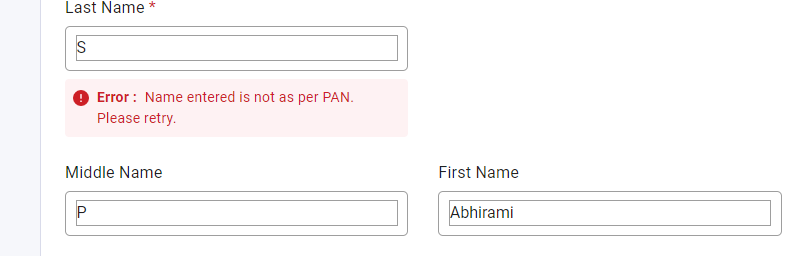 Last Name *
S
Error : Name entered is not as per PAN.
Please retry.
Middle Name First Name
P Abhirami